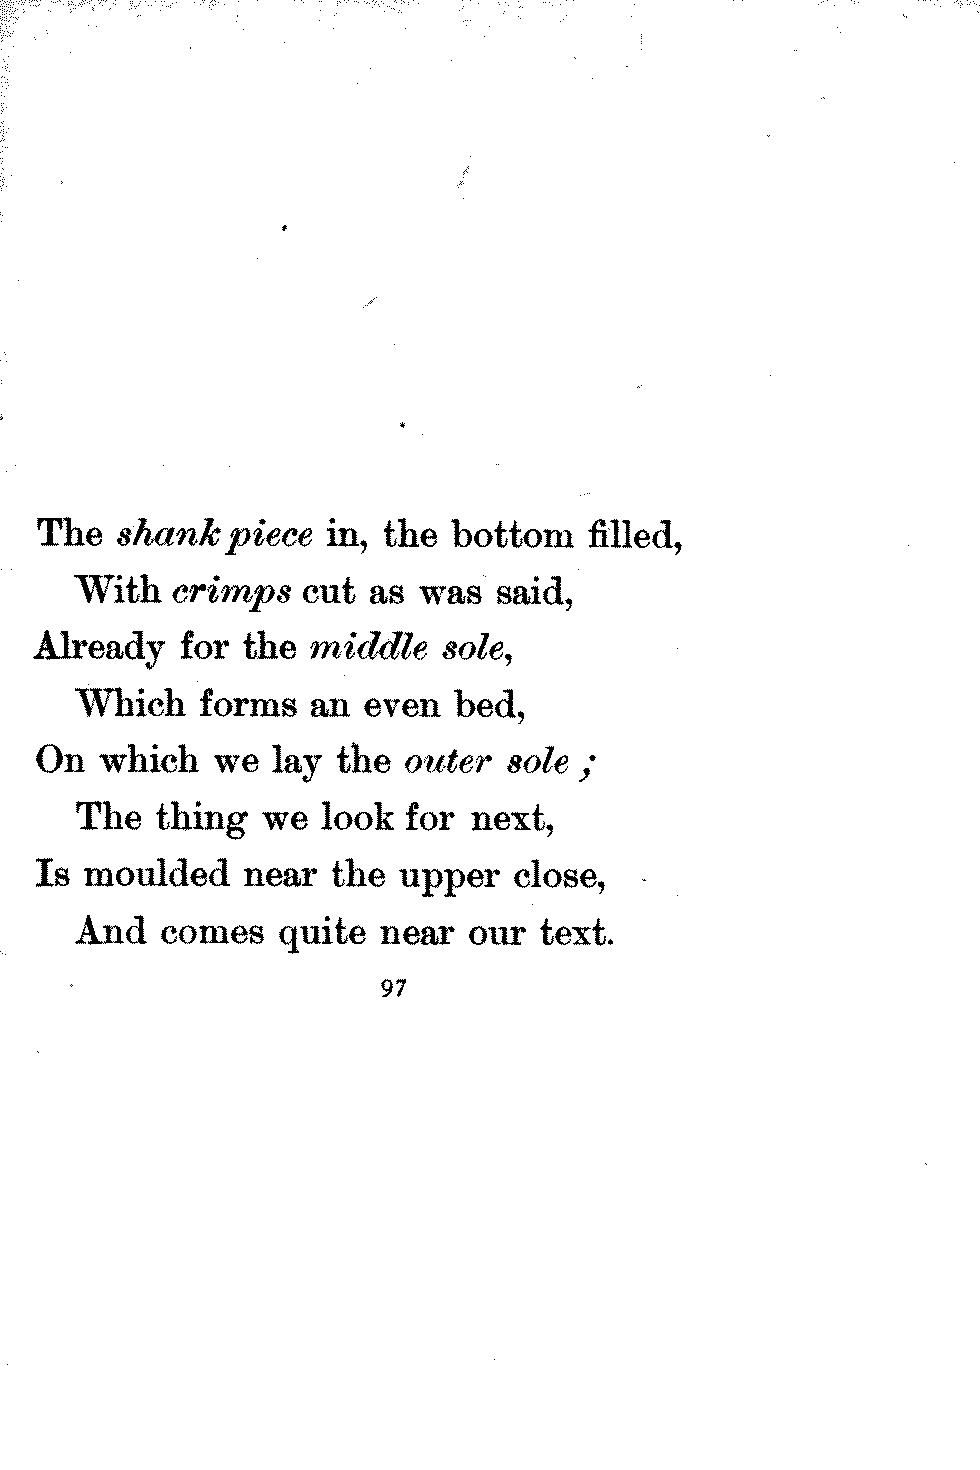 The shank piece in, the bottom filled,
With crimps cut as was said,
Already for the middle sole,
Which forms an even bed,
On which we lay the outer sole ;
The thing we look for next,
Is moulded near the upper close,
And comes quite near our text.
97